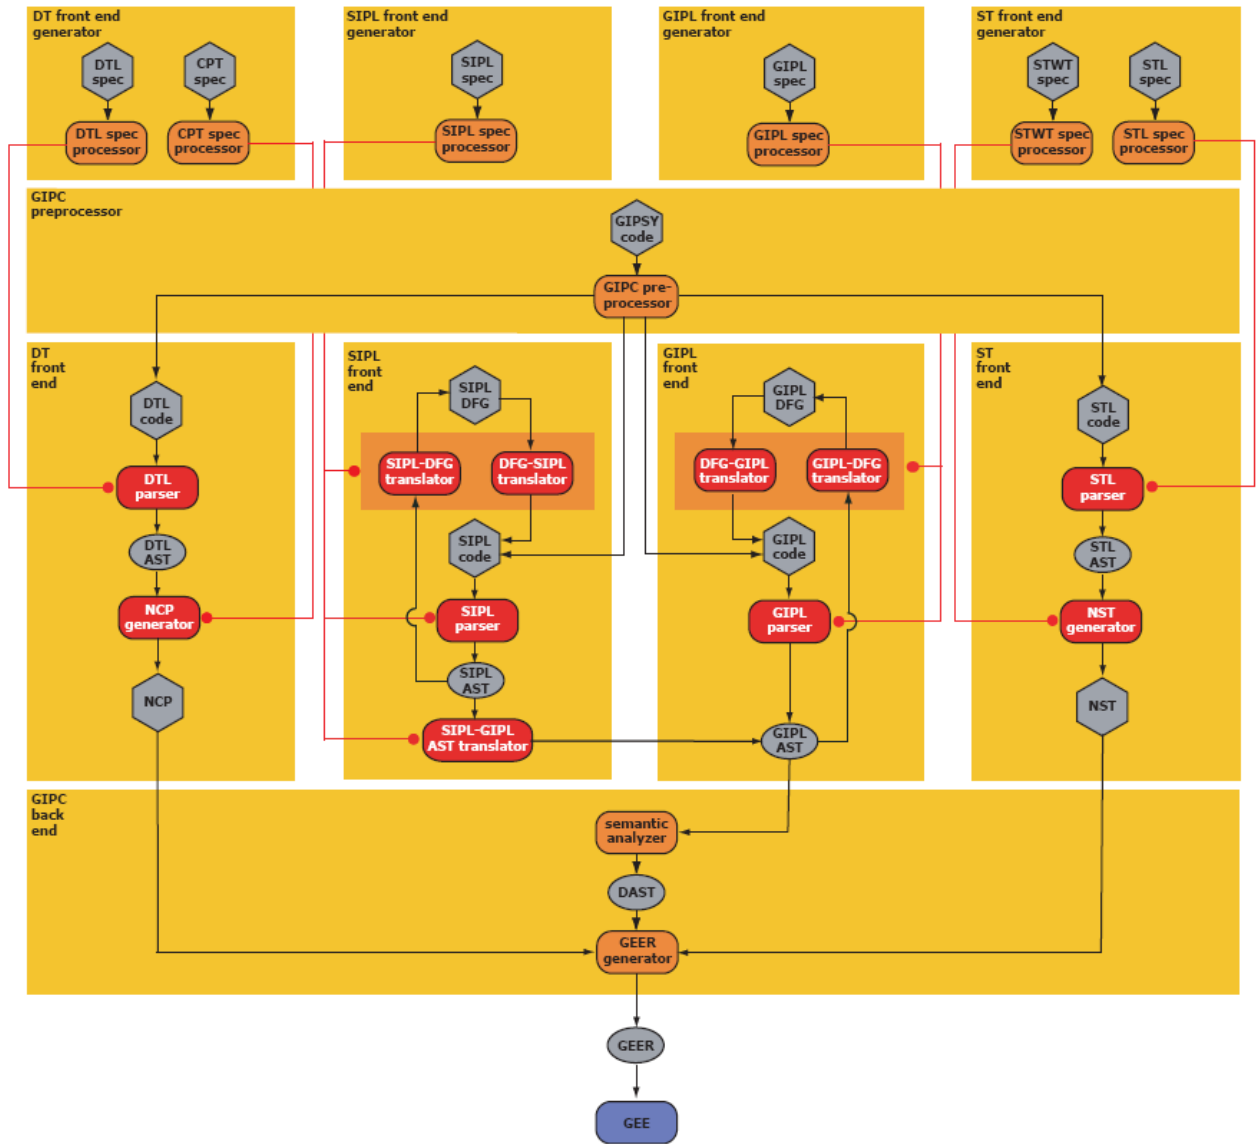 DT front end
generator
DTL
spec
CPT
spec
DTL spec
processor
CPT spec
processor
SIPL front end
generator
SIPL
spec
SIPL spec
processor
GIPL front end
generator
GIPL
spec
GIPL spec
processor
ST front end
generator
STWT
spec
STL
spec
STWT spec
processor
STL spec
processor
GIPC
preprocessor
GIPSY
code
GIPC pre-
processor
DT
front
end
DTL
code
DTL
parser
DTL
AST
NCP
generator
NCP
SIPL
front
end
SIPL
DFG
SIPL-DFG
translator
DFG-SIPL
translator
SIPL
code
SIPL
parser
SIPL
AST
SIPL-GIPL
AST translator
GIPL
front
end
GIPL
DFG
DFG-GIPL
translator
GIPL-DFG
translator
GIPL
code
GIPL
parser
GIPL
AST
ST
front
end
STL
code
STL
parser
STL
AST
NST
generator
NST
GIPC
back
end
semantic
analyzer
DAST
GEER
generator
GEER
GEE